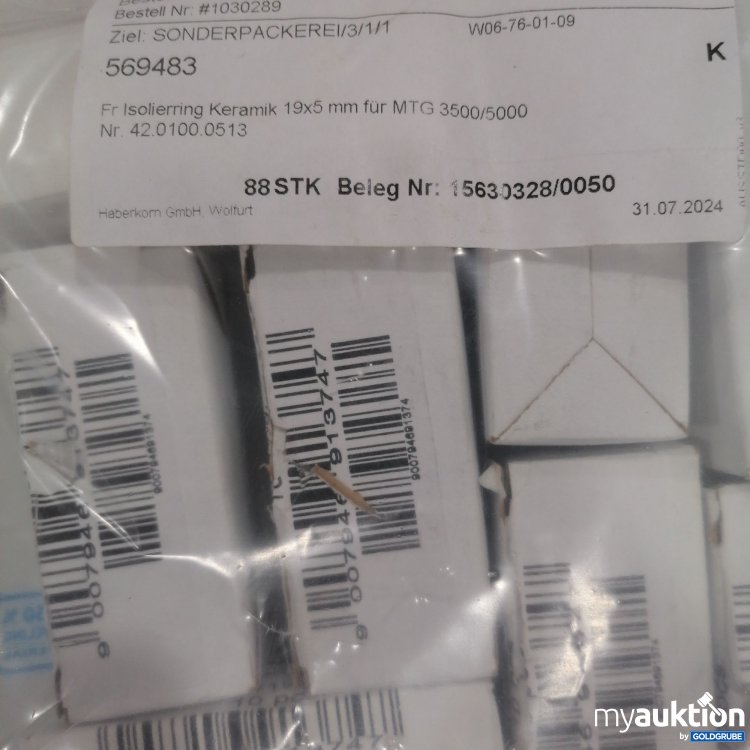 Bestell Nr: #1030289
Ziel: SONDERPACKEREI/3/1/1
W06-76-01-09
K
569483
Fr Isolierring Keramik 19x5 mm für MTG 3500/5000
Nr. 42.0100.0513
88 STK Beleg Nr: 15630328/0050
Haberkorn GmbH, Wolfurt
31.07.2024
9007946913747
9007946913747
myauktion
by GOLDGRUBE